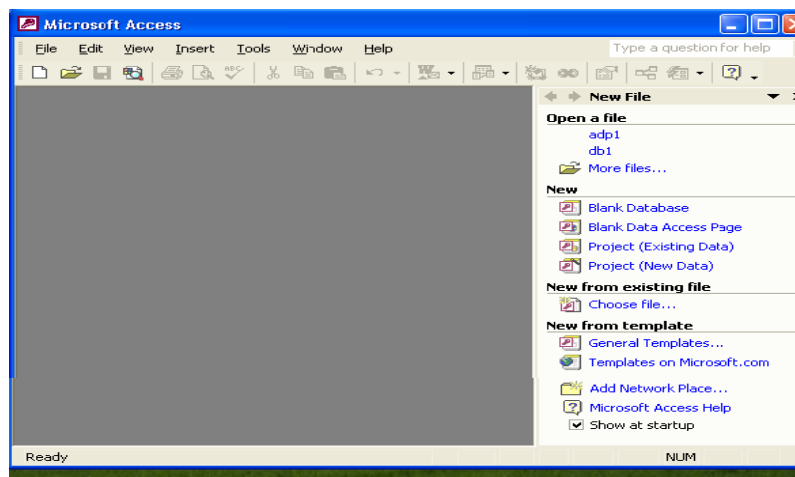 Microsoft Access
File Edit View Insert Tools Window Help Type a question for help
New File
Open a file
adp1
db1
More files...
New
Blank Database
Blank Data Access Page
Project (Existing Data)
Project (New Data)
New from existing file
Choose file...
New from template
General Templates...
Templates on Microsoft.com
Add Network Place...
Microsoft Access Help
Show at startup
Ready NUM